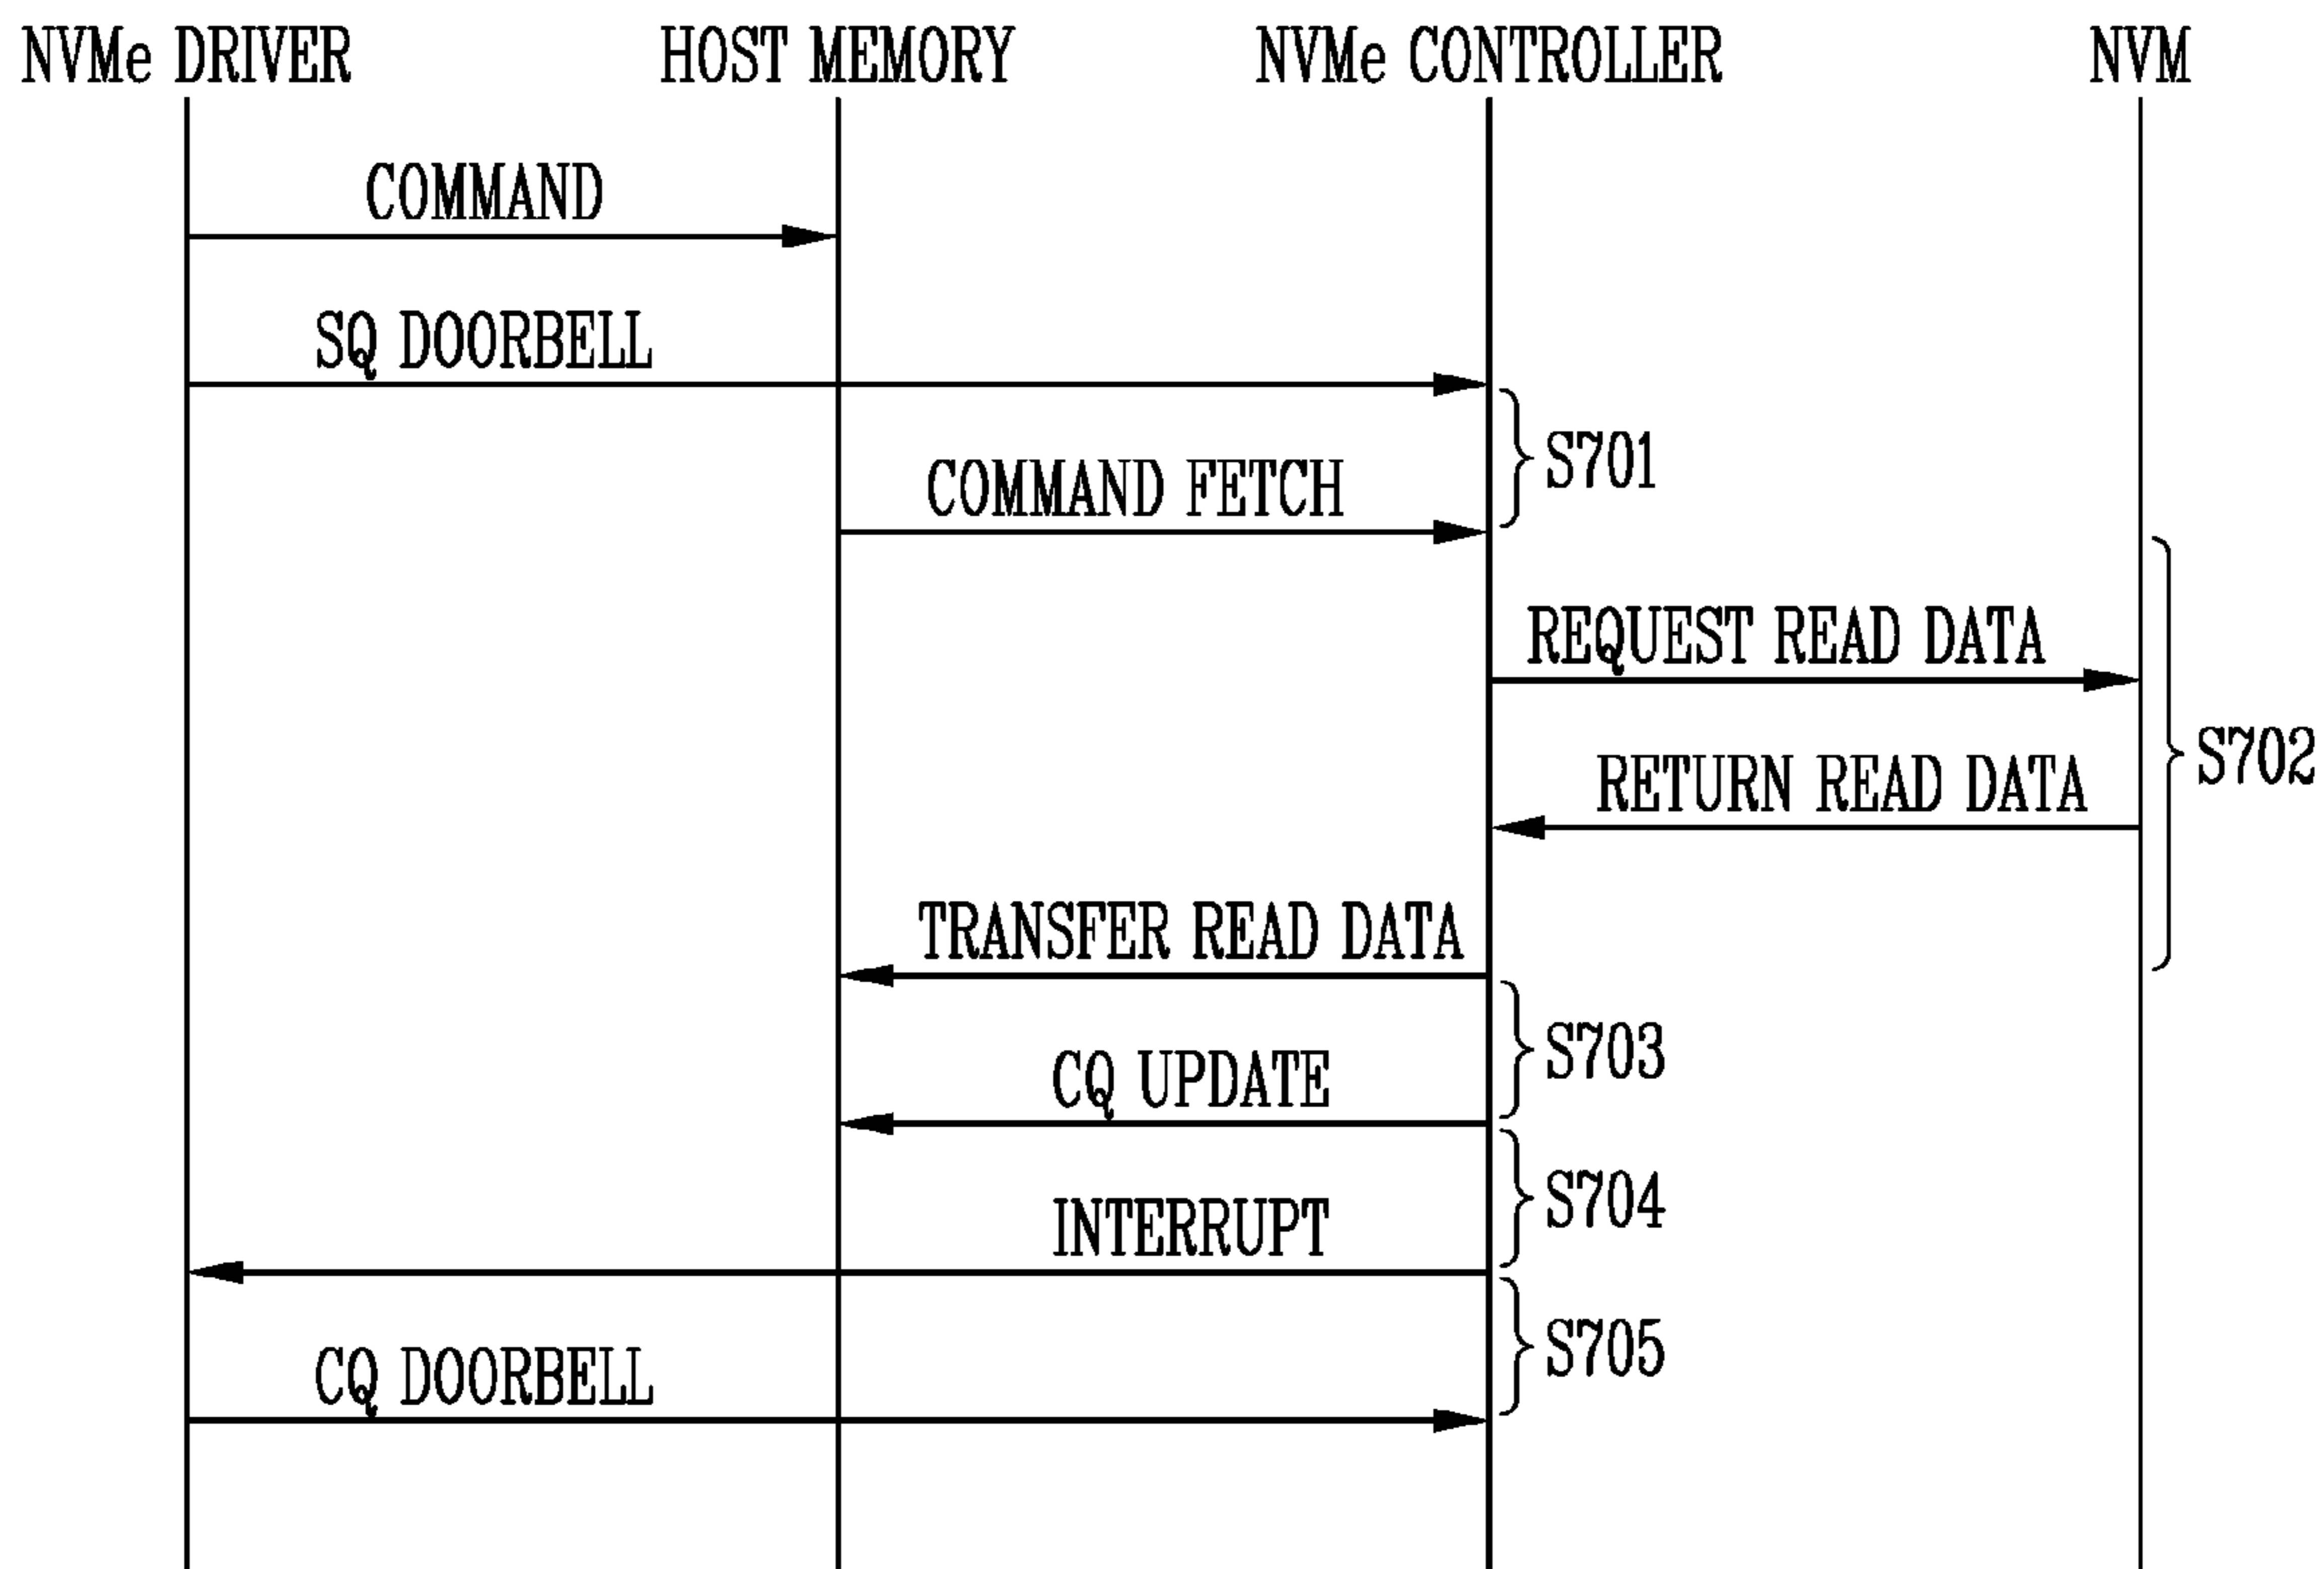 NVMe DRIVER HOST MEMORY NVMe CONTROLLER NVM
COMMAND
SQ DOORBELL
S701
COMMAND FETCH
REQUEST READ DATA
S702
RETURN READ DATA
TRANSFER READ DATA
S703
CQ UPDATE
S704
INTERRUPT
S705
CQ DOORBELL